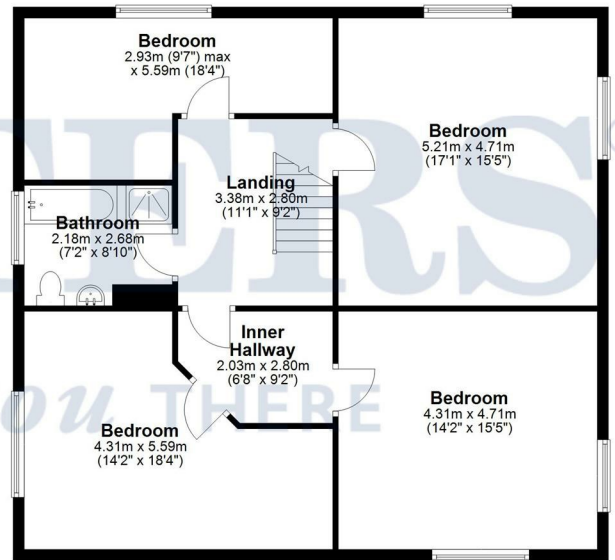 Bedroom
2.93m (9'7") max
x 5.59m (18'4")
Bedroom
5.21m x 4.71m
(17'1" x 15'5")
Landing
3.38m x 2.80m
(11'1" x 9'2")
Bathroom
2.18m x 2.68m
(7'2" x 8'10")
Inner
Hallway
2.03m x 2.80m
(6'8" x 9'2")
Bedroom
4.31m x 4.71m
(14'2" x 15'5")
Bedroom
4.31m x 5.59m
(14'2" x 18'4")
TERS
you THERE